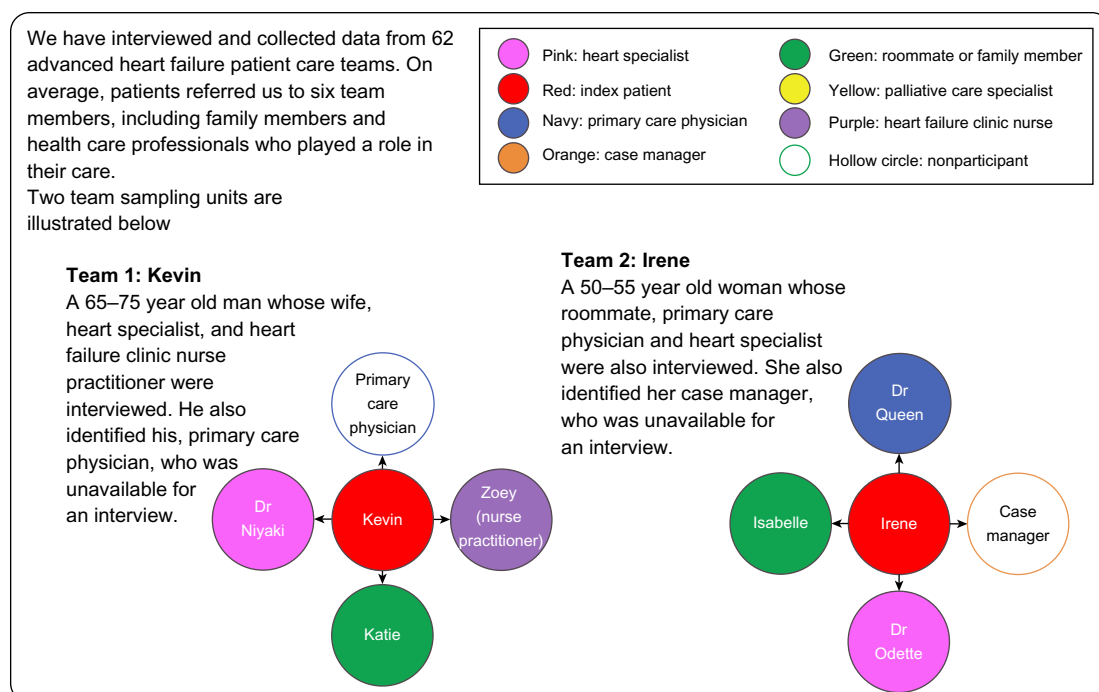 We have interviewed and collected data from 62
advanced heart failure patient care teams. On
average, patients referred us to six team
members, including family members and
health care professionals who played a role in
their care.
Two team sampling units are
illustrated below
Pink: heart specialist
Red: index patient
Navy: primary care physician
Orange: case manager
Green: roommate or family member
Yellow: palliative care specialist
Purple: heart failure clinic nurse
Hollow circle: nonparticipant
Team 1: Kevin
A 65–75 year old man whose wife,
heart specialist, and heart
failure clinic nurse
practitioner were
interviewed. He also
identified his, primary care
physician, who was
unavailable for
an interview.
Primary
care
physician
Dr
Niyaki
Kevin
Zoey
(nurse
practitioner)
Katie
Team 2: Irene
A 50–55 year old woman whose
roommate, primary care
physician and heart specialist
were also interviewed. She also
identified her case manager,
who was unavailable for
an interview.
Dr
Queen
Isabelle
Irene
Case
manager
Dr
Odette